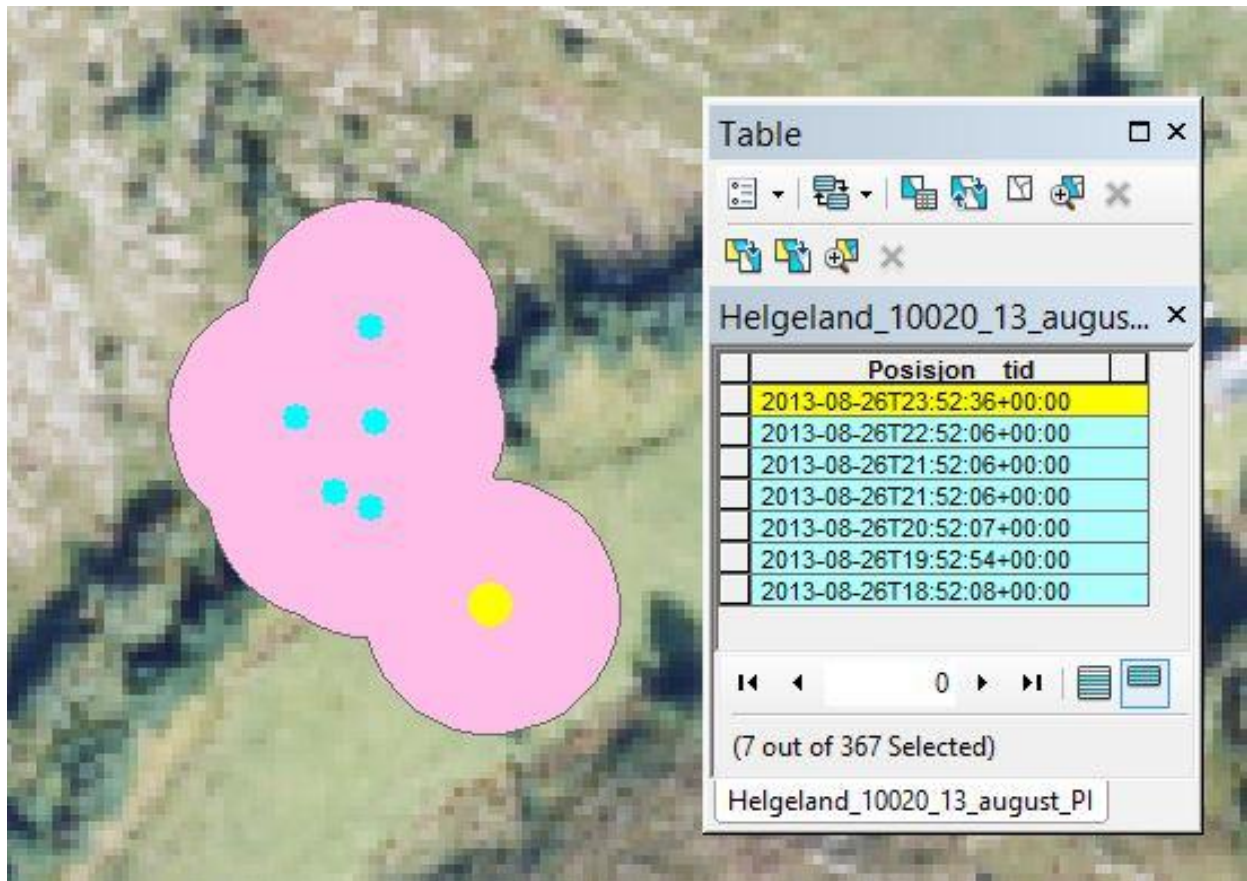 Table
Helgeland_10020_13_augus...
Posisjon tid
2013-08-26T23:52:36+00:00
2013-08-26T22:52:06+00:00
2013-08-26T21:52:06+00:00
2013-08-26T21:52:06+00:00
2013-08-26T20:52:07+00:00
2013-08-26T19:52:54+00:00
2013-08-26T18:52:08+00:00
0
(7 out of 367 Selected)
Helgeland_10020_13_august_Pl